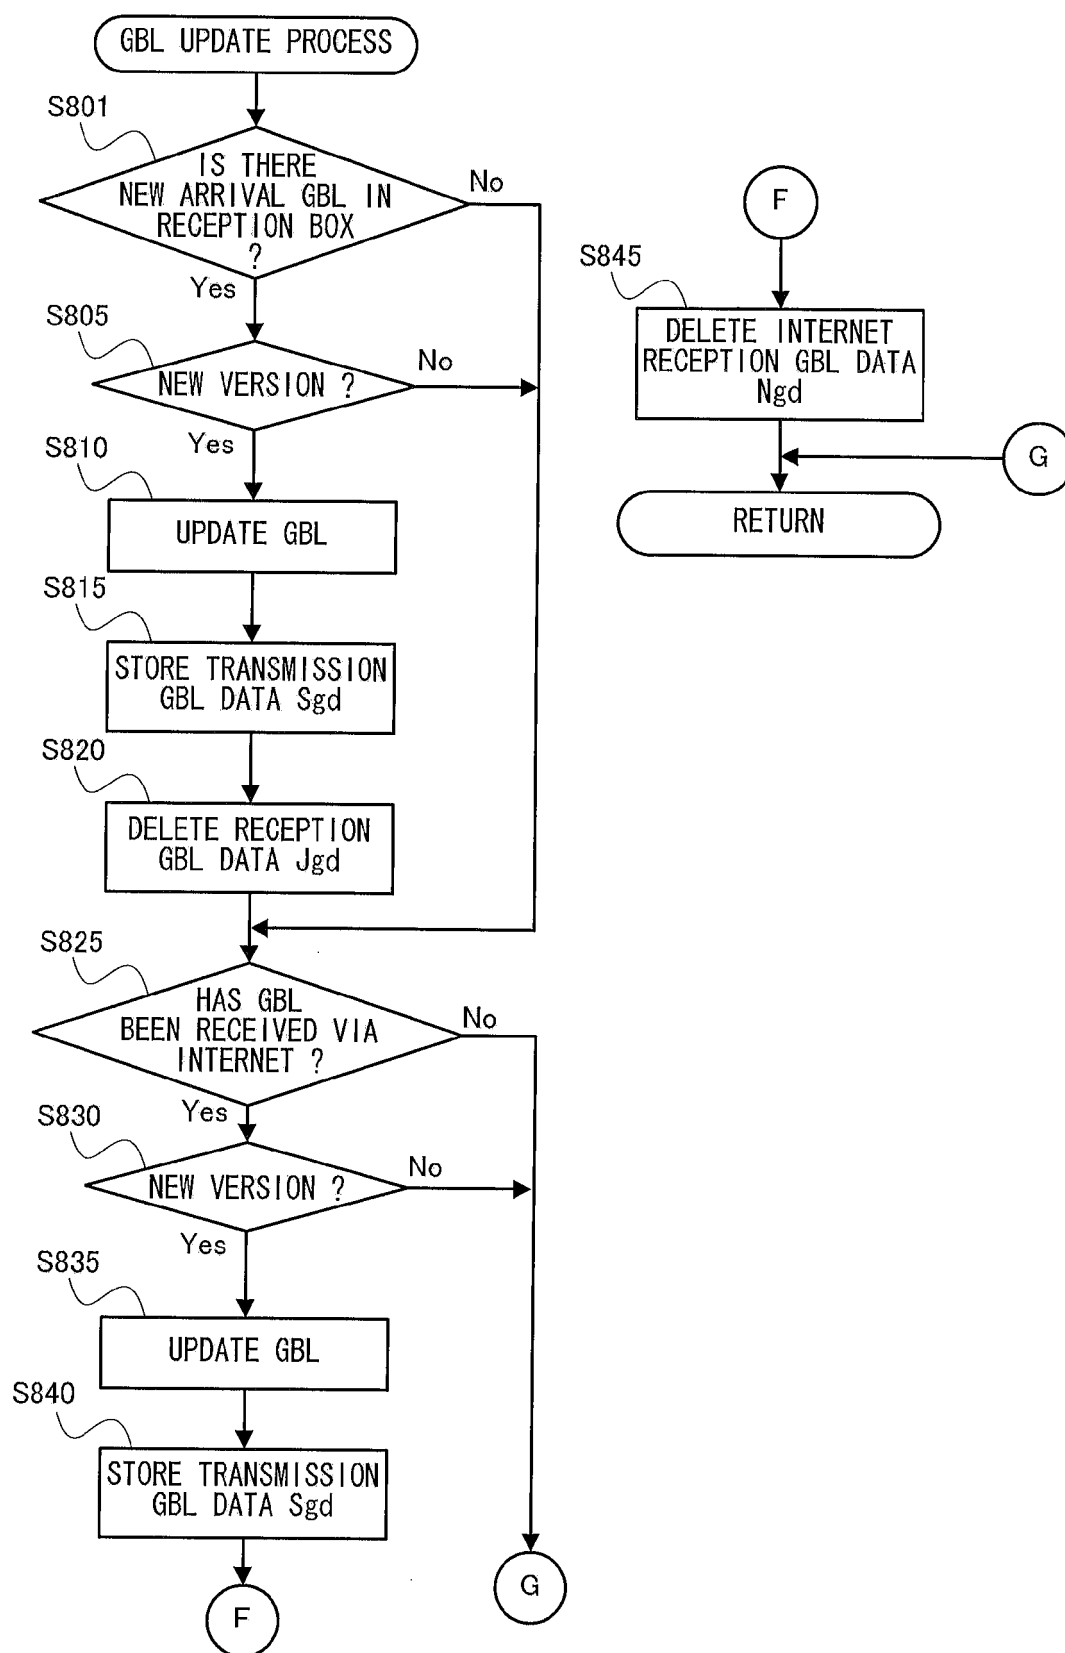 GBL UPDATE PROCESS
S801
IS THERE
NEW ARRIVAL GBL IN
RECEPTION BOX
?
No
Yes
S805
NEW VERSION ?
No
Yes
S810
UPDATE GBL
S815
STORE TRANSMISSION
GBL DATA Sgd
S820
DELETE RECEPTION
GBL DATA Jgd
S825
HAS GBL
BEEN RECEIVED VIA
INTERNET ?
No
Yes
S830
NEW VERSION ?
No
Yes
S835
UPDATE GBL
S840
STORE TRANSMISSION
GBL DATA Sgd
F
G
F
S845
DELETE INTERNET
RECEPTION GBL DATA
Ngd
G
RETURN